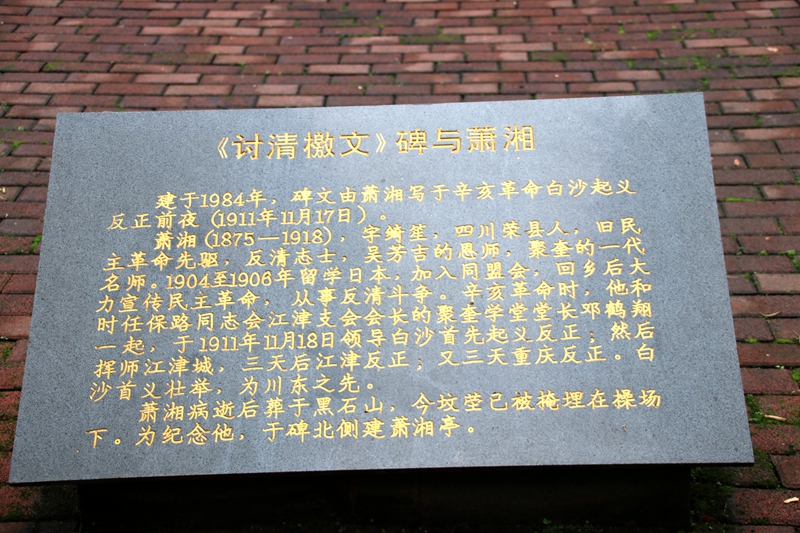 《讨清檄文》碑与萧湘
建于1984年，碑文由萧湘写于辛亥革命白沙起义
反正前夜（1911年11月17日）。
萧湘（1875—1918），字绮笙，四川荣县人，旧民
主革命先驱，反清志士，吴芳吉的恩师，聚奎的一代
名师。1904至1906年留学日本，加入同盟会，回乡后大
力宣传民主革命，从事反清斗争。辛亥革命时，他和
时任保路同志会江津支会会长的聚奎学堂堂长邓鹤翔
一起，于1911年11月18日领导白沙首先起义反正；然后
挥师江津城，三天后江津反正；又三天重庆反正。白
沙首义壮举，为川东之先。
萧湘病逝后葬于黑石山，今坟茔已被掩埋在操场
下。为纪念他，于碑北侧建萧湘亭。